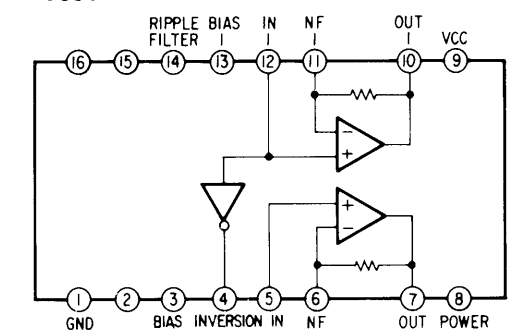 RIPPLE BIAS IN NF OUT
FILTER VCC
16 15 14 13 12 11 10 9
− +
+ −
1 2 3 4 5 6 7 8
GND BIAS INVERSION IN NF OUT POWER